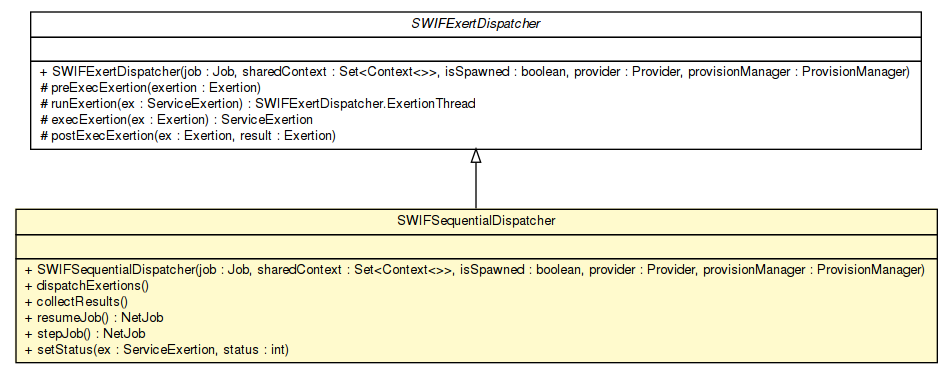 SWIFExertDispatcher
+ SWIFExertDispatcher(job : Job, sharedContext : Set<Context<>>, isSpawned : boolean, provider : Provider, provisionManager : ProvisionManager)
# preExecExertion(exertion : Exertion)
# runExertion(ex : ServiceExertion) : SWIFExertDispatcher.ExertionThread
# execExertion(ex : Exertion) : ServiceExertion
# postExecExertion(ex : Exertion, result : Exertion)
SWIFSequentialDispatcher
+ SWIFSequentialDispatcher(job : Job, sharedContext : Set<Context<>>, isSpawned : boolean, provider : Provider, provisionManager : ProvisionManager)
+ dispatchExertions()
+ collectResults()
+ resumeJob() : NetJob
+ stepJob() : NetJob
+ setStatus(ex : ServiceExertion, status : int)